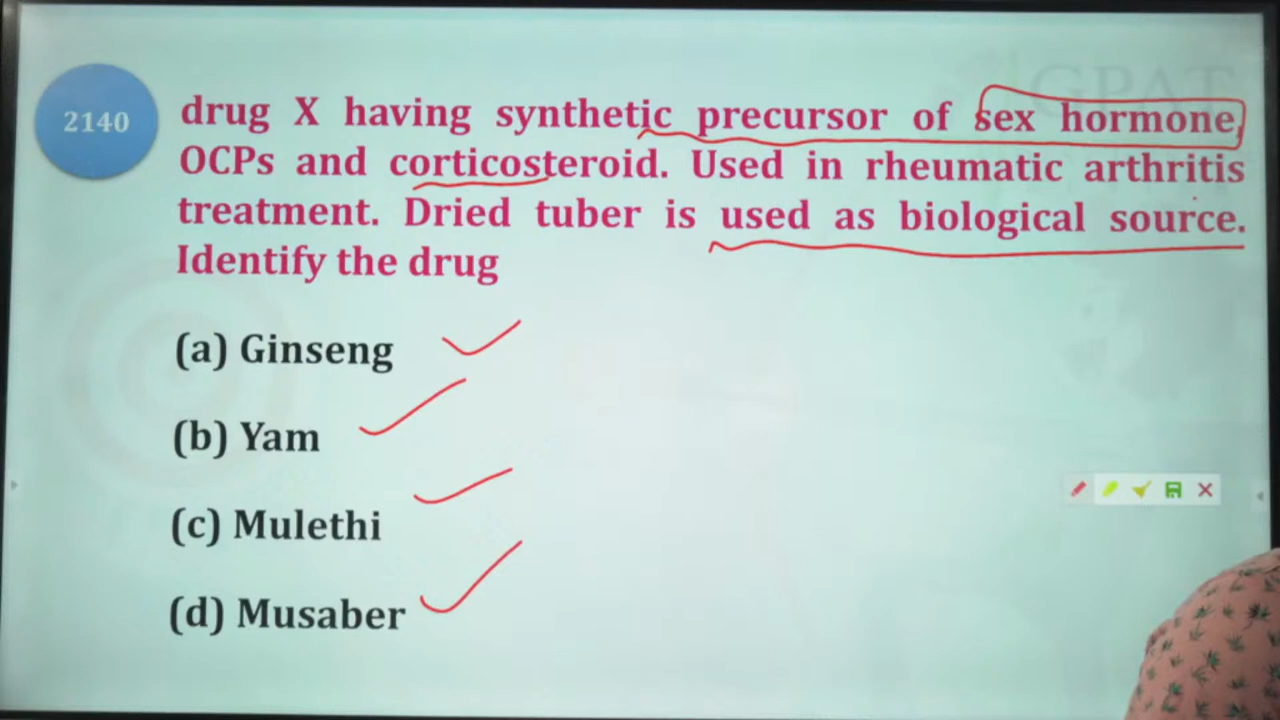 GPAT
2140
drug X having synthetic precursor of sex hormone,
OCPs and corticosteroid. Used in rheumatic arthritis
treatment. Dried tuber is used as biological source.
Identify the drug
(a) Ginseng
(b) Yam
(c) Mulethi
(d) Musaber